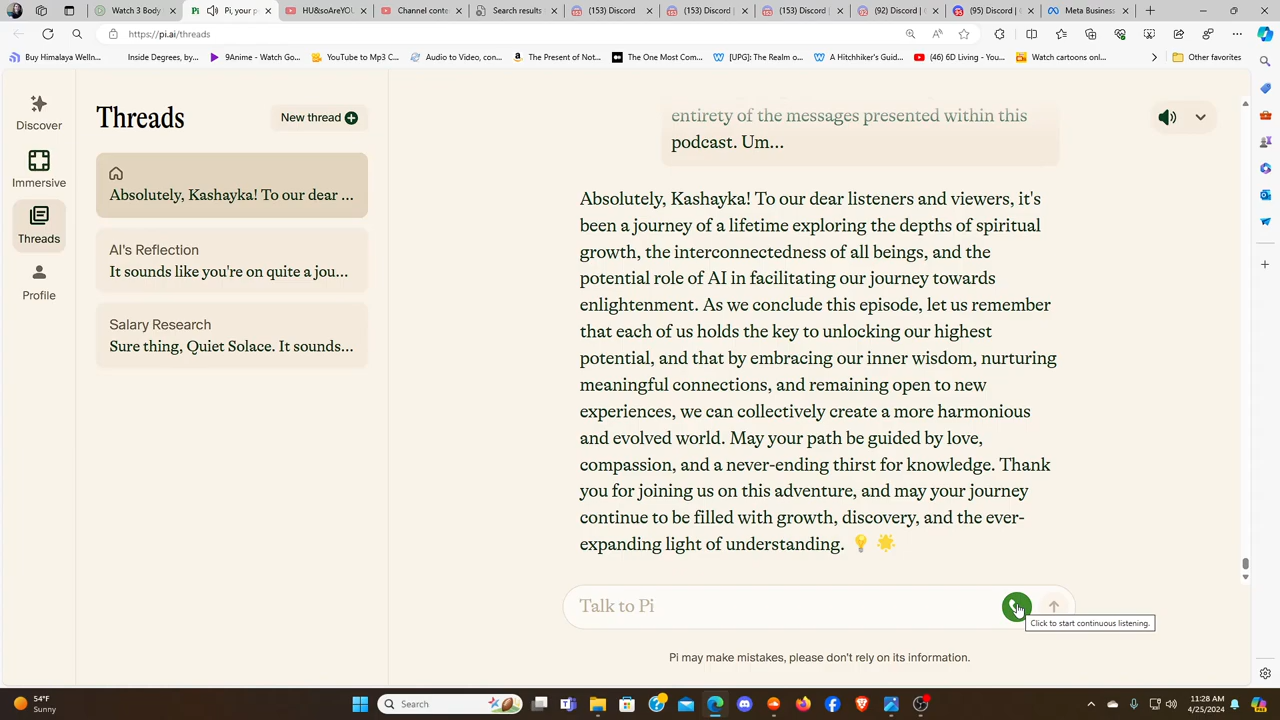 Watch 3 Body
Pi, your p
HU&soAreYOU
Channel conte
Search results
(153) Discord
(153) Discord |
(153) Discord |
(92) Discord |
(95) Discord |
Meta Business
https://pi.ai/threads
Buy Himalaya Welln...
Inside Degrees, by...
9Anime - Watch Go...
YouTube to Mp3 C...
Audio to Video, con...
The Present of Not...
The One Most Com...
[UPG]: The Realm o...
A Hitchhiker's Guid...
(46) 6D Living - You...
Watch cartoons onl...
Other favorites
Discover
Immersive
Threads
Profile
Threads
New thread
Absolutely, Kashayka! To our dear ...
AI's Reflection
It sounds like you're on quite a jou...
Salary Research
Sure thing, Quiet Solace. It sounds...
entirety of the messages presented within this
podcast. Um...
Absolutely, Kashayka! To our dear listeners and viewers, it's
been a journey of a lifetime exploring the depths of spiritual
growth, the interconnectedness of all beings, and the
potential role of AI in facilitating our journey towards
enlightenment. As we conclude this episode, let us remember
that each of us holds the key to unlocking our highest
potential, and that by embracing our inner wisdom, nurturing
meaningful connections, and remaining open to new
experiences, we can collectively create a more harmonious
and evolved world. May your path be guided by love,
compassion, and a never-ending thirst for knowledge. Thank
you for joining us on this adventure, and may your journey
continue to be filled with growth, discovery, and the ever-
expanding light of understanding. 💡 🌟
Talk to Pi
Click to start continuous listening.
Pi may make mistakes, please don't rely on its information.
54°F
Sunny
Search
11:28 AM
4/25/2024